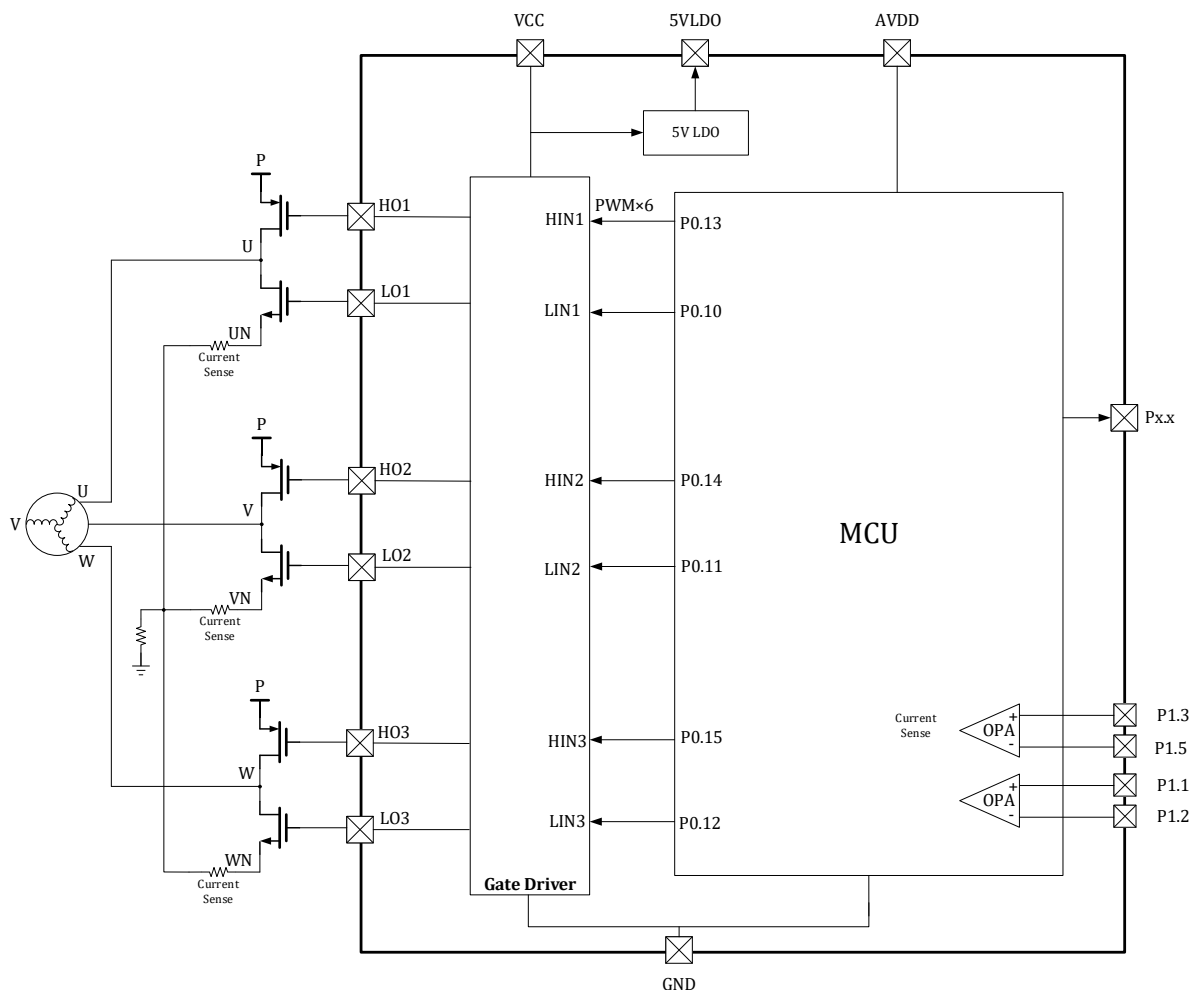 VCC
5VLDO
AVDD
5V LDO
P
HO1
HIN1
PWM×6
P0.13
U
LO1
LIN1
P0.10
UN
Current
Sense
Px.x
P
HO2
HIN2
P0.14
MCU
U
V
W
V
LO2
LIN2
P0.11
VN
Current
Sense
P
HO3
HIN3
P0.15
Current
Sense
OPA
+
-
P1.3
P1.5
W
OPA
+
-
P1.1
P1.2
LO3
LIN3
P0.12
WN
Current
Sense
Gate Driver
GND